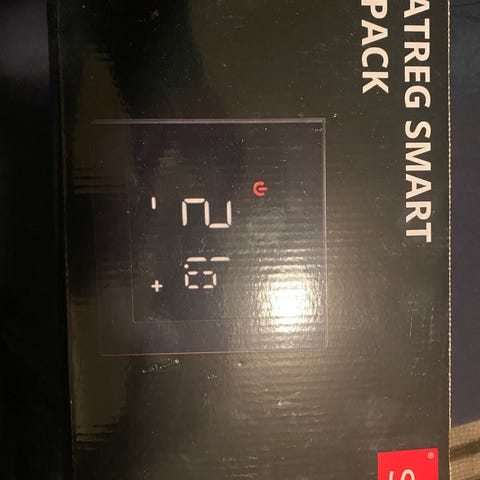 ATREG SMART
PACK
- +
S
®